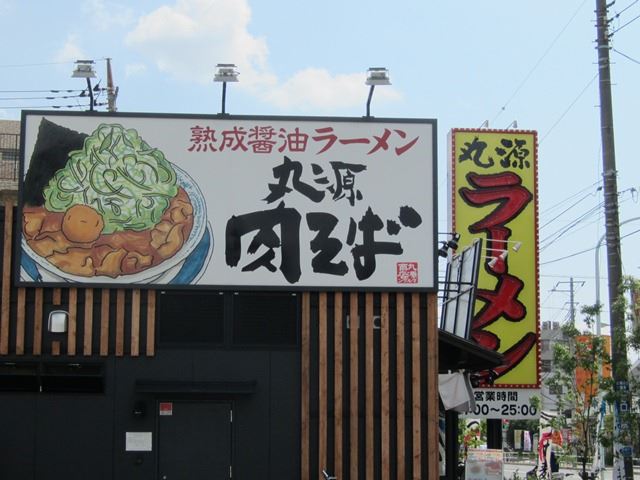 熟成醤油ラーメン
丸源
肉そば
丸源
ラーメン
営業時間
:00～25:00